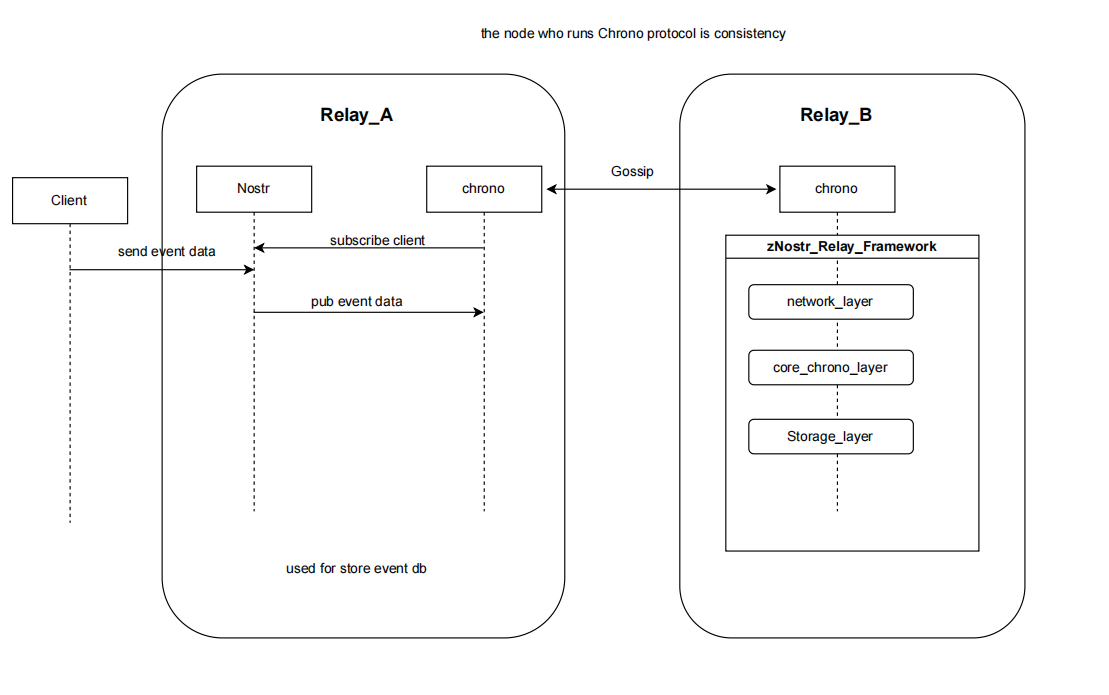 the node who runs Chrono protocol is consistency
Relay_A
Relay_B
Client
Nostr
chrono
Gossip
chrono
subscribe client
send event data
pub event data
zNostr_Relay_Framework
network_layer
core_chrono_layer
Storage_layer
used for store event db